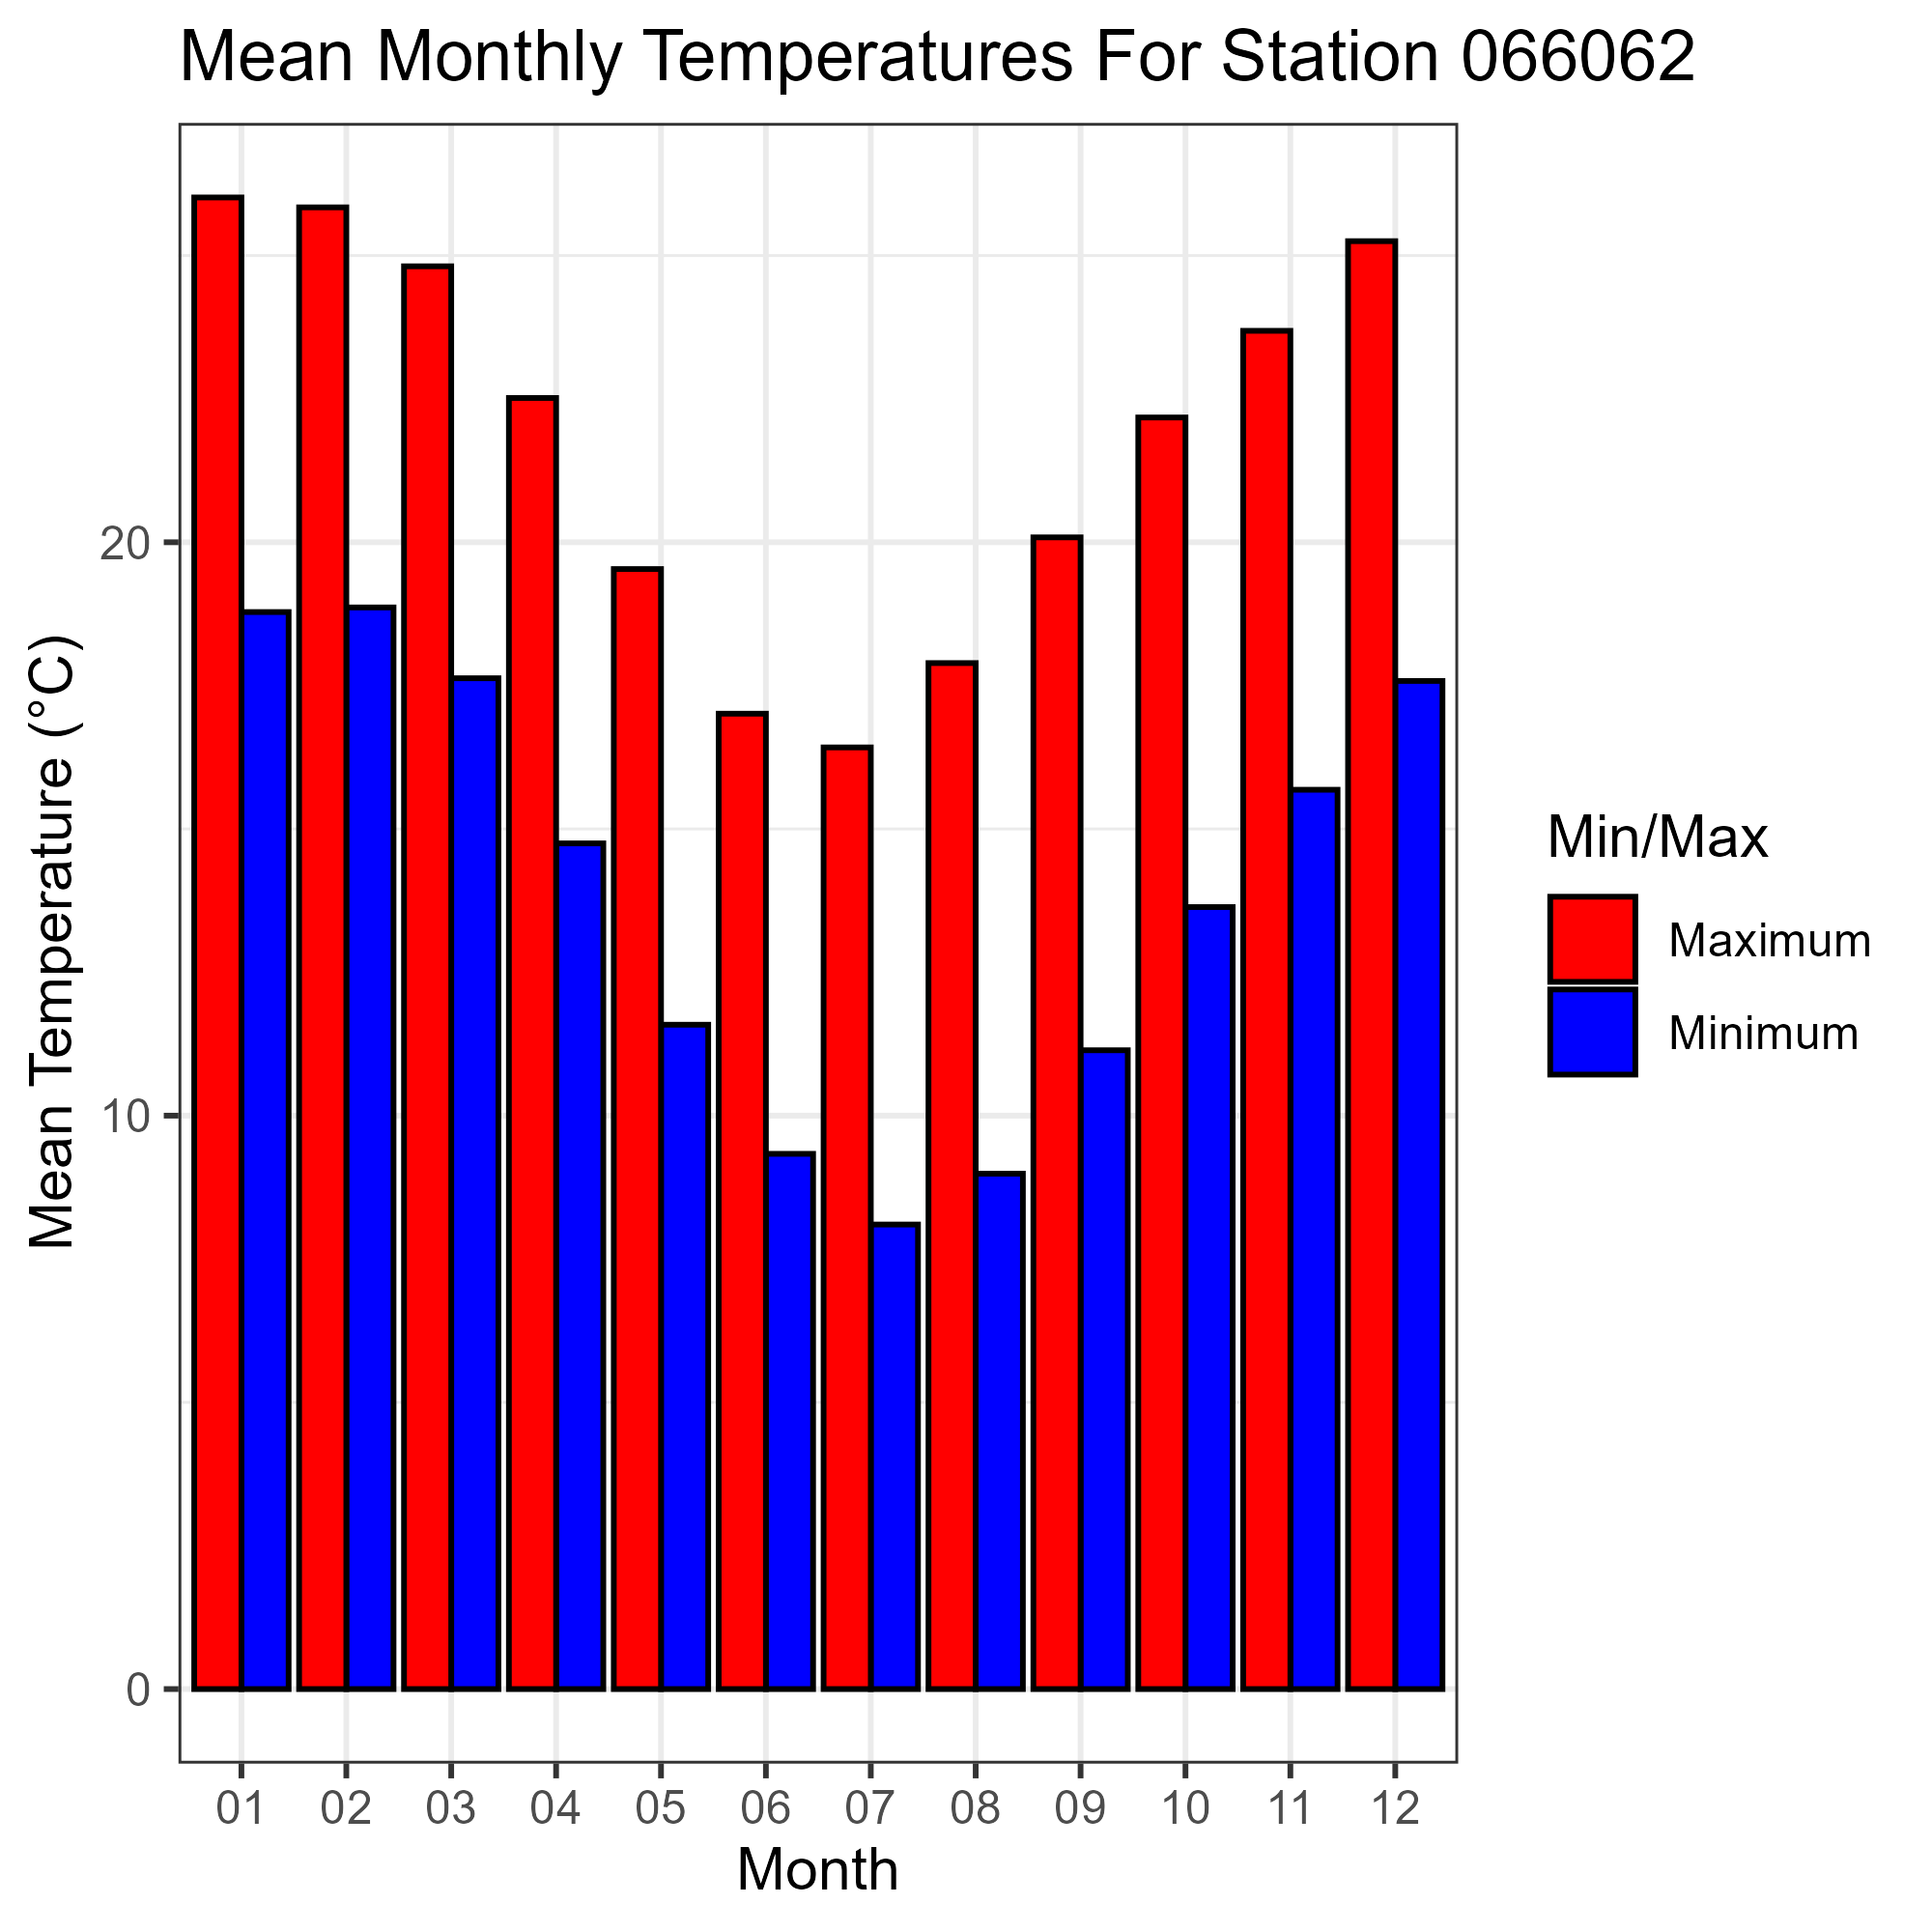 Mean Monthly Temperatures For Station 066062
Mean Temperature (°C)
20
10
0
01 02 03 04 05 06 07 08 09 10 11 12
Month
Min/Max
Maximum
Minimum